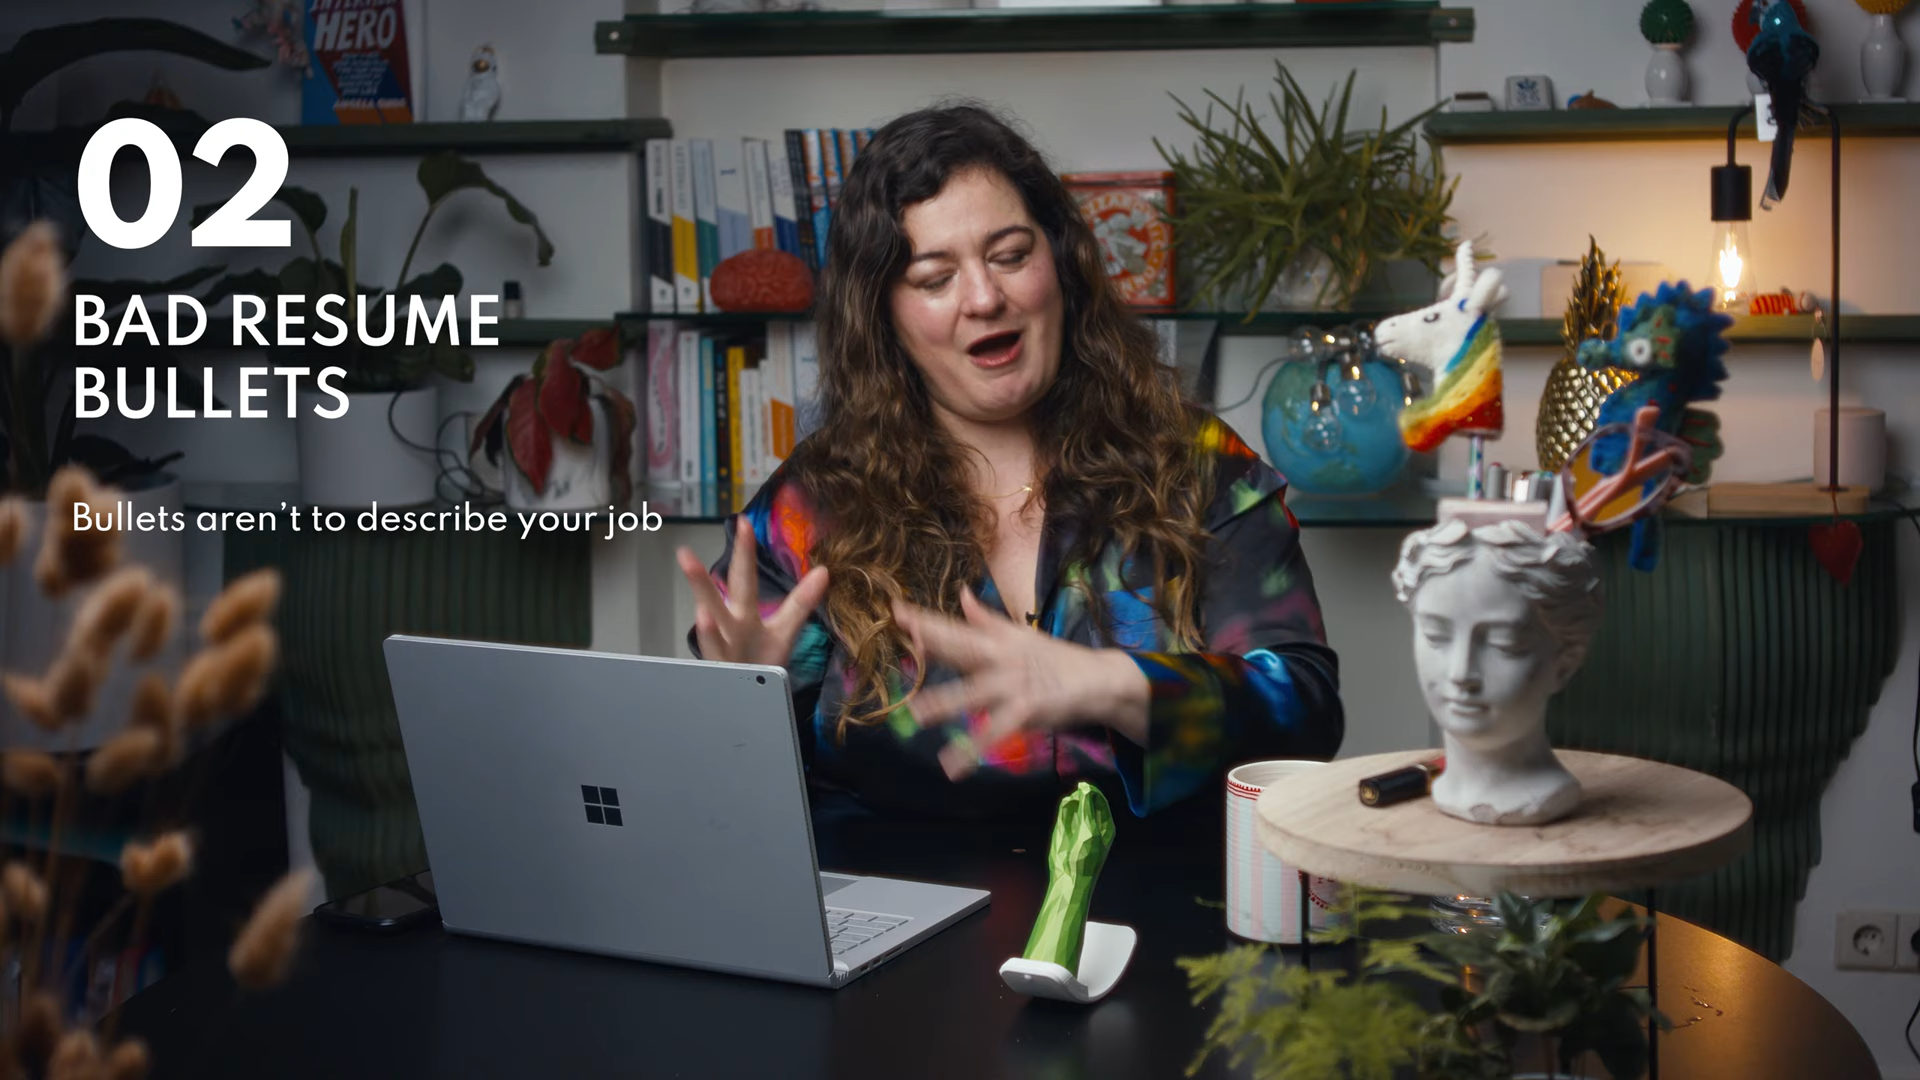 HERO
02
BAD RESUME
BULLETS
Bullets aren't to describe your job